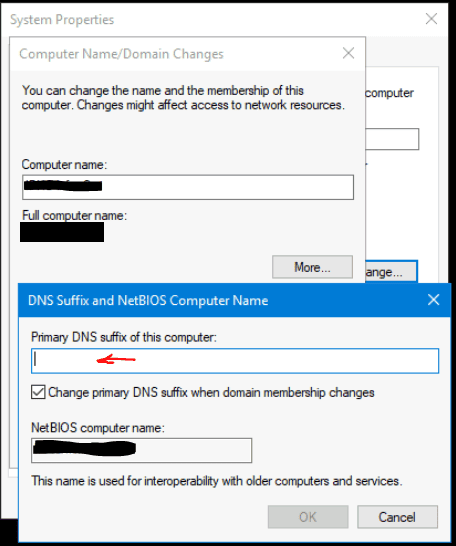 System Properties
Computer Name/Domain Changes
You can change the name and the membership of this
computer. Changes might affect access to network resources.
computer
Computer name:
Full computer name:
More...
ange...
DNS Suffix and NetBIOS Computer Name
Primary DNS suffix of this computer:
Change primary DNS suffix when domain membership changes
NetBIOS computer name:
This name is used for interoperability with older computers and services.
OK
Cancel